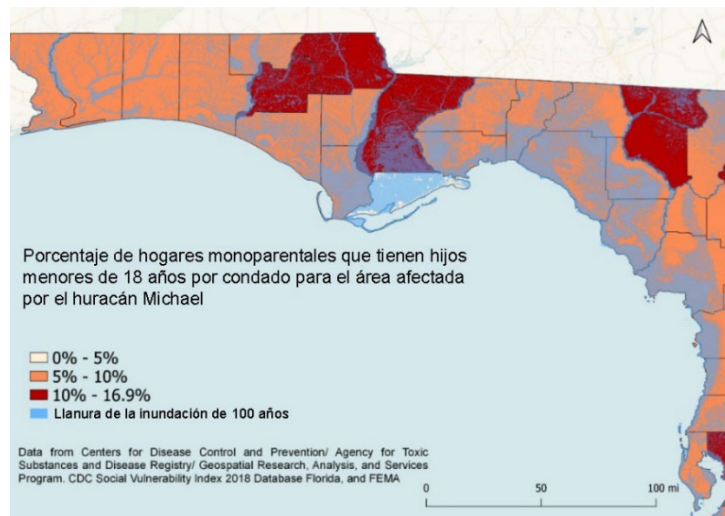 Porcentaje de hogares monoparentales que tienen hijos
menores de 18 años por condado para el área afectada
por el huracán Michael
0% - 5%
5% - 10%
10% - 16.9%
Llanura de la inundación de 100 años
Data from Centers for Disease Control and Prevention/ Agency for Toxic
Substances and Disease Registry/ Geospatial Research, Analysis, and Services
Program. CDC Social Vulnerability Index 2018 Database Florida, and FEMA
0 50 100 mi